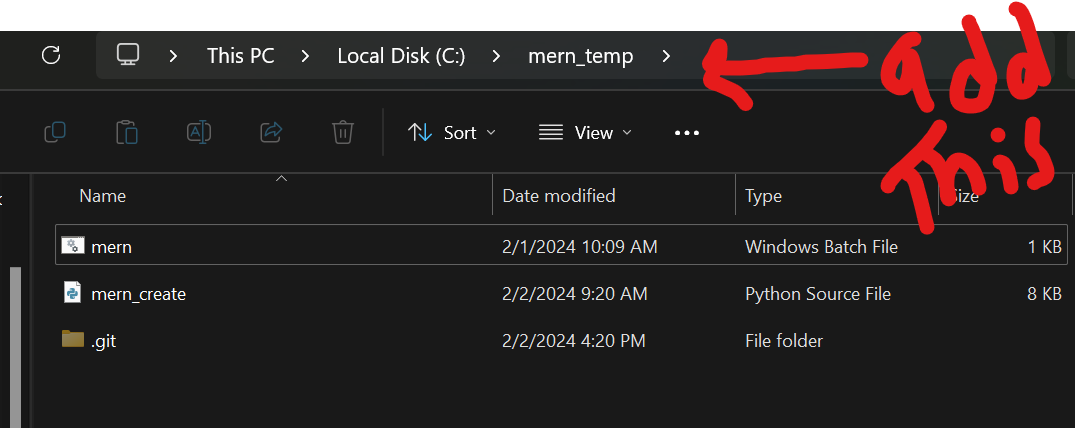 This PC > Local Disk (C:) > mern_temp >
add
This
Sort View
Name Date modified Type Size
mern 2/1/2024 10:09 AM Windows Batch File 1 KB
mern_create 2/2/2024 9:20 AM Python Source File 8 KB
.git 2/2/2024 4:20 PM File folder